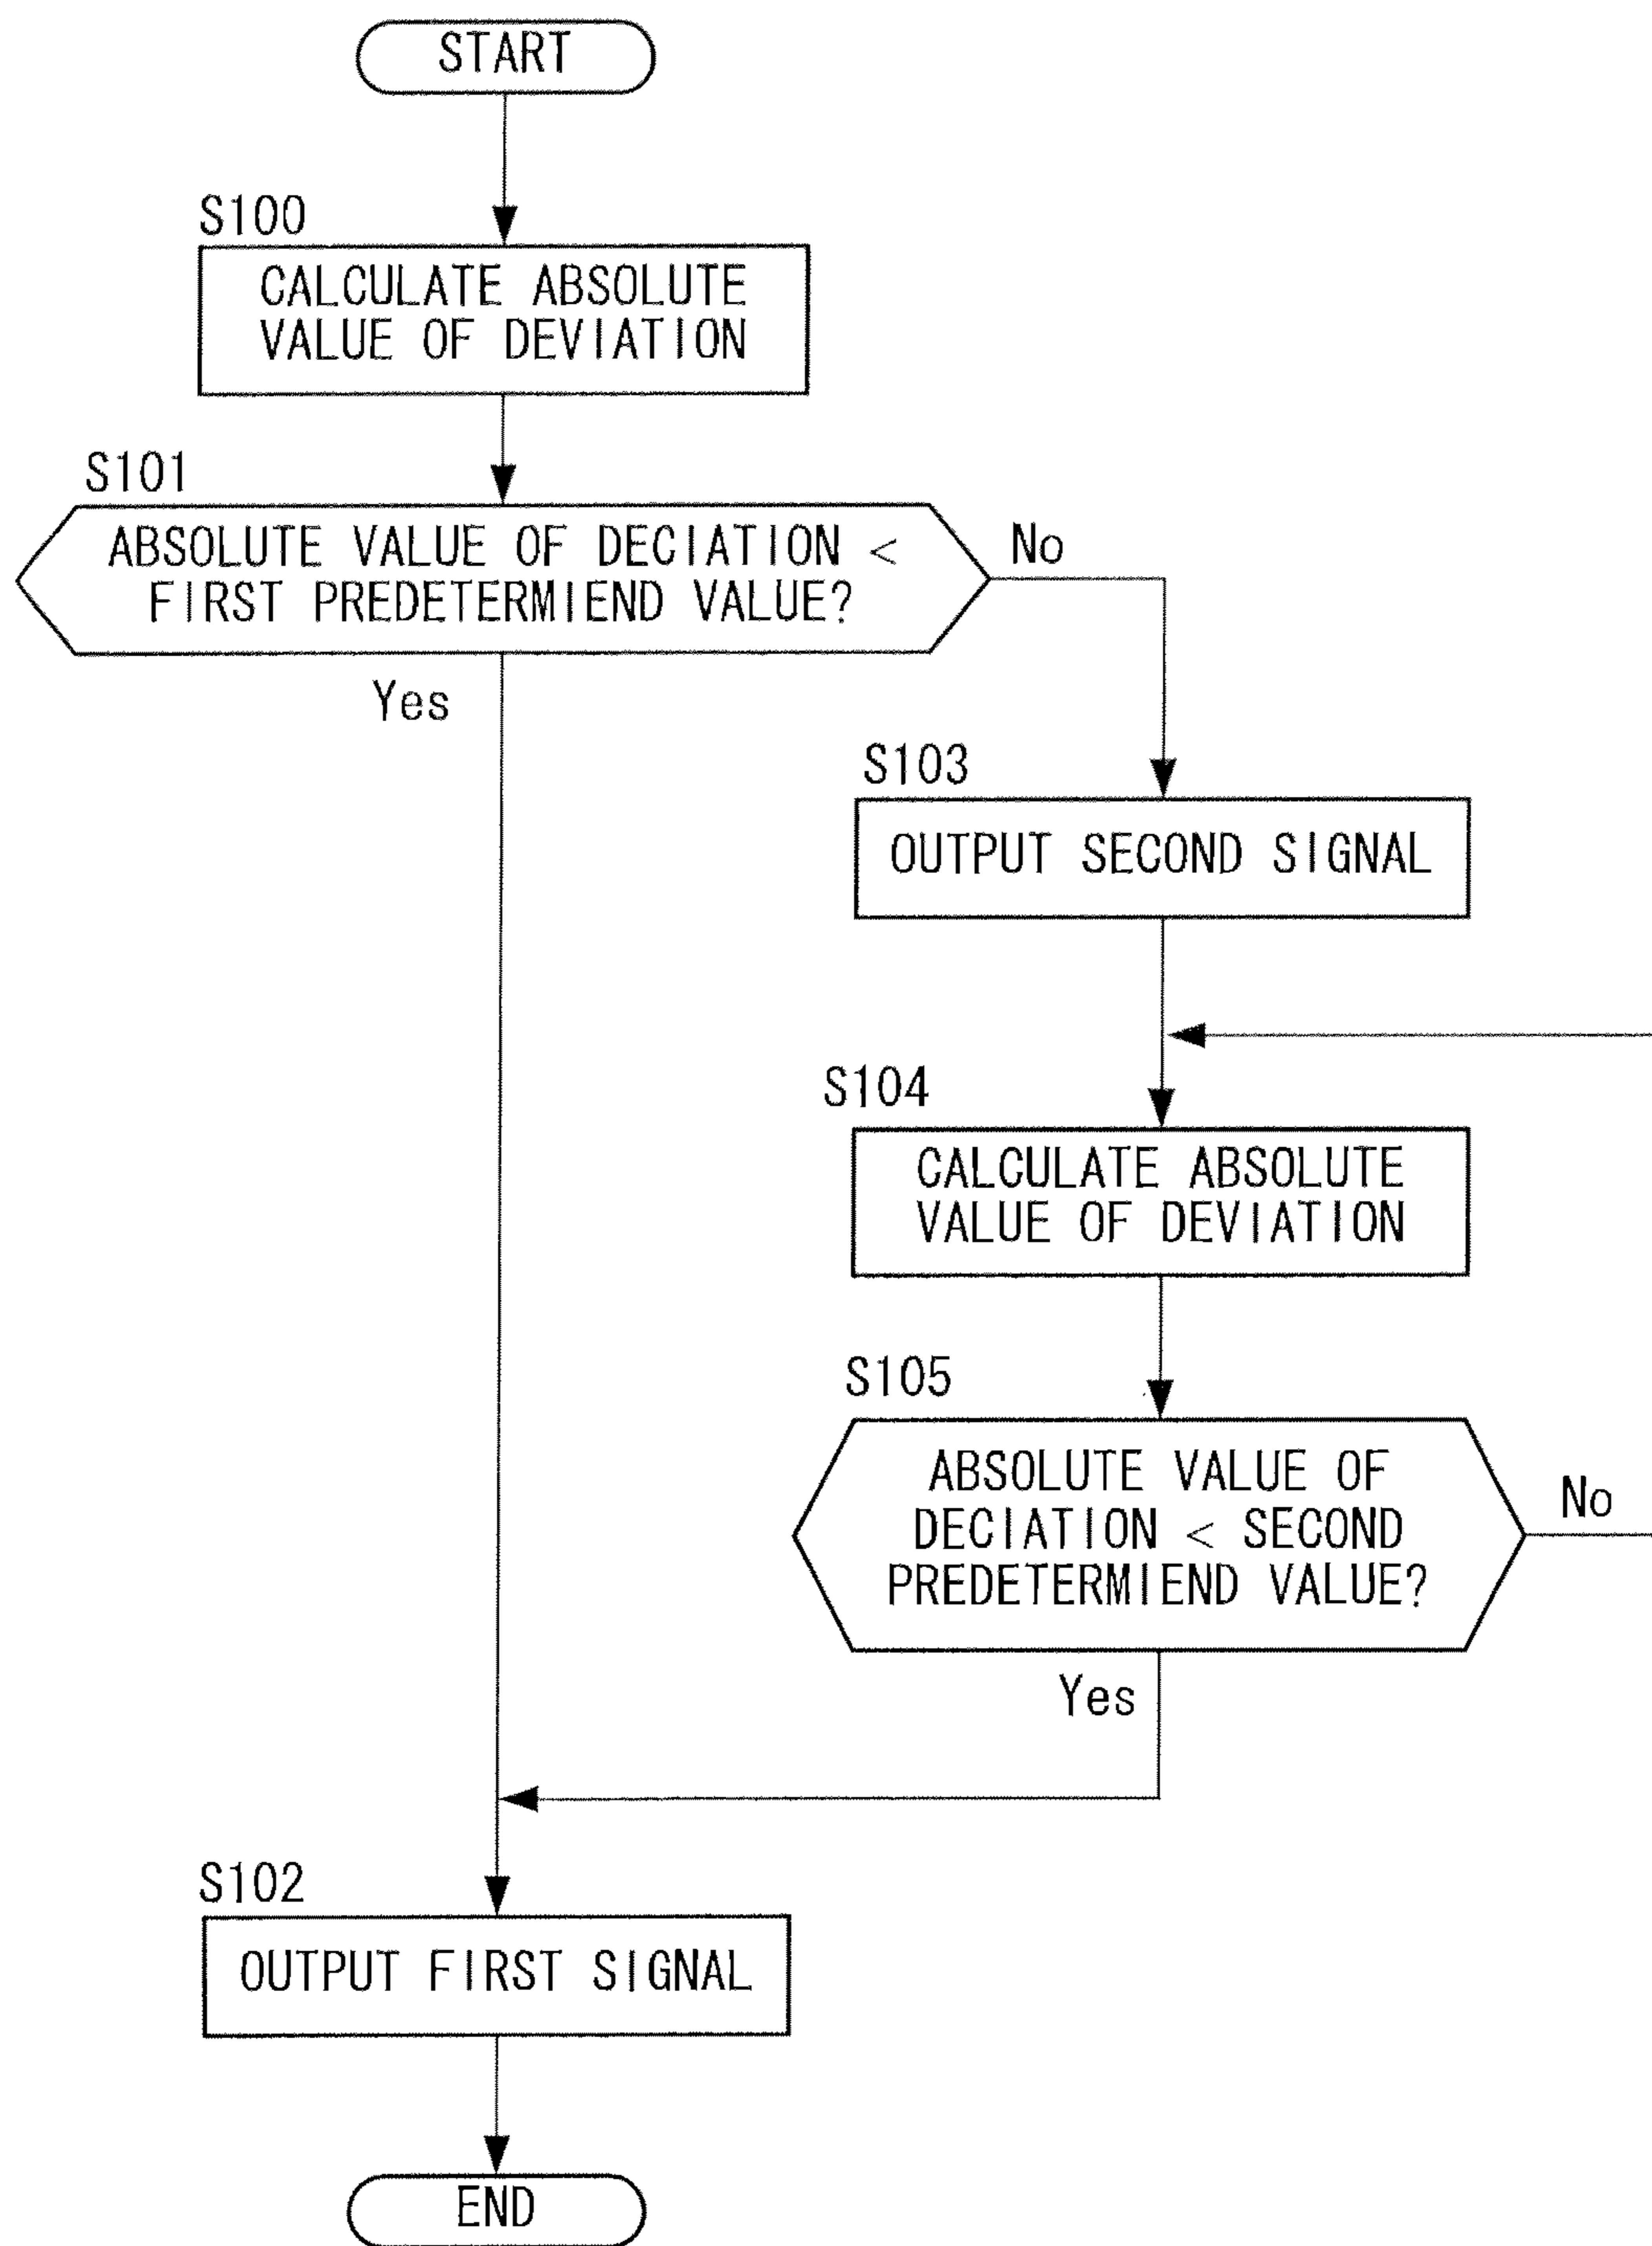 START
S100
CALCULATE ABSOLUTE
VALUE OF DEVIATION
S101
ABSOLUTE VALUE OF DECIATION <
FIRST PREDETERMIEND VALUE?
No
Yes
S103
OUTPUT SECOND SIGNAL
S104
CALCULATE ABSOLUTE
VALUE OF DEVIATION
S105
ABSOLUTE VALUE OF
DECIATION < SECOND
PREDETERMIEND VALUE?
No
Yes
S102
OUTPUT FIRST SIGNAL
END